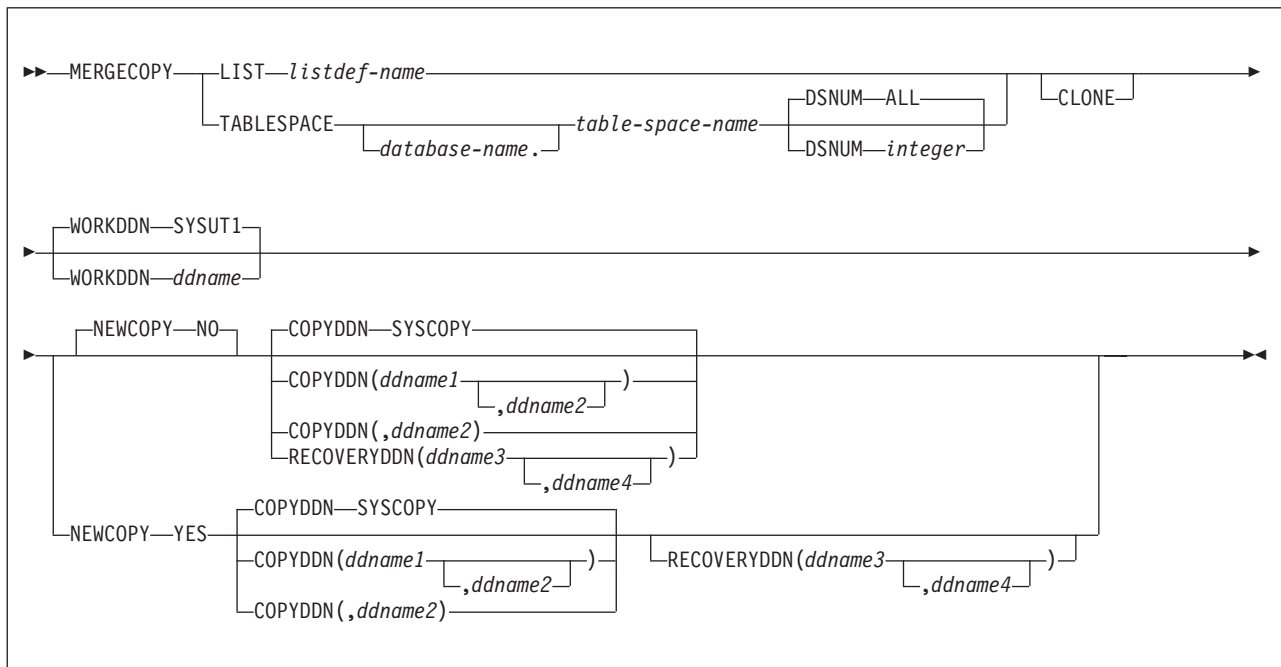 MERGECOPY LIST listdef-name
DSNUM ALL
CLONE
TABLESPACE table-space-name
database-name. DSNUM integer
WORKDDN SYSUT1
WORKDDN ddname
NEWCOPY NO COPYDDN SYSCOPY
COPYDDN(ddname1 )
,ddname2
COPYDDN(,ddname2)
RECOVERYDDN(ddname3 )
,ddname4
COPYDDN SYSCOPY
NEWCOPY YES
COPYDDN(ddname1 ) RECOVERYDDN(ddname3 )
,ddname2 ,ddname4
COPYDDN(,ddname2)